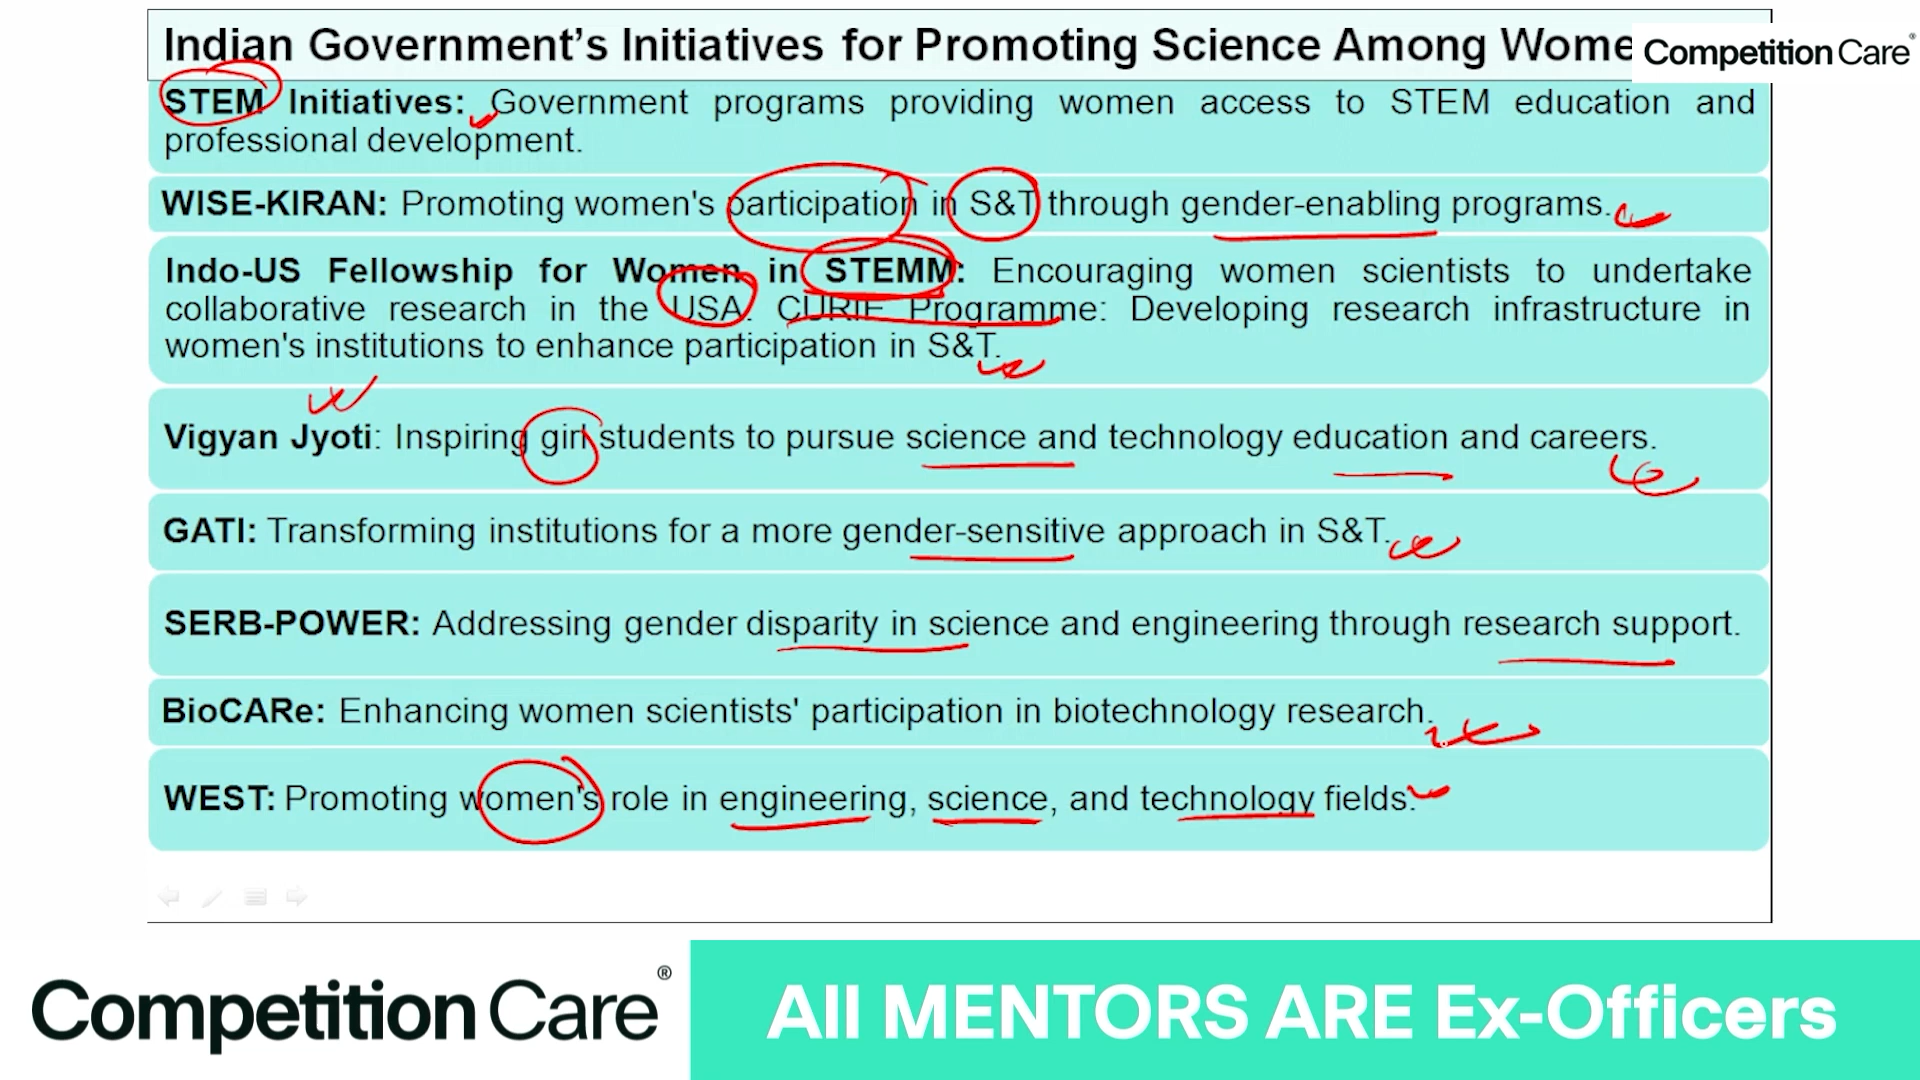 Indian Government's Initiatives for Promoting Science Among Wome
Competition Care®
STEM Initiatives: Government programs providing women access to STEM education and
professional development.
WISE-KIRAN: Promoting women's participation in S&T through gender-enabling programs.
Indo-US Fellowship for Women in STEMM: Encouraging women scientists to undertake
collaborative research in the USA. CURIE Programme: Developing research infrastructure in
women's institutions to enhance participation in S&T.
Vigyan Jyoti: Inspiring girl students to pursue science and technology education and careers.
GATI: Transforming institutions for a more gender-sensitive approach in S&T.
SERB-POWER: Addressing gender disparity in science and engineering through research support.
BioCARe: Enhancing women scientists' participation in biotechnology research.
WEST: Promoting women's role in engineering, science, and technology fields.
Competition Care®
All MENTORS ARE Ex-Officers